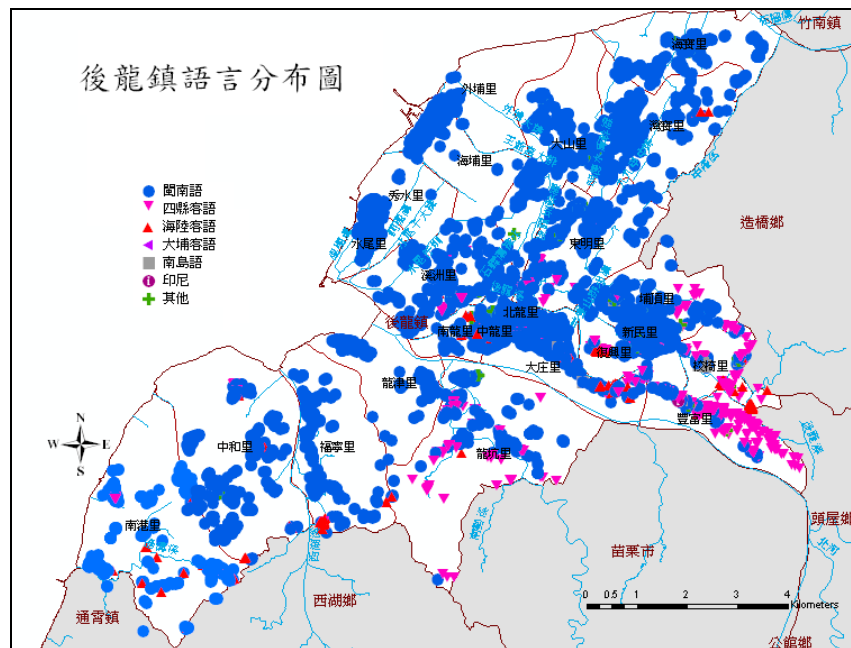 後龍鎮語言分布圖
閩南語
四縣客語
海陸客語
大埔客語
南島語
印尼
其他
竹南鎮
海寶里
外埔里
灣寶里
大山里
海埔里
秀水里
造橋鄉
水尾里
東明里
溪洲里
埔頂里
北龍里
後龍鎮
南龍里
中龍里
新民里
復興里
校椅里
大庄里
龍津里
豐富里
中和里
福寧里
龍坑里
南港里
N
W
E
S
頭屋鄉
苗栗市
西湖鄉
通霄鎮
0 0.5 1 2 3 4
Kilometers
公館鄉